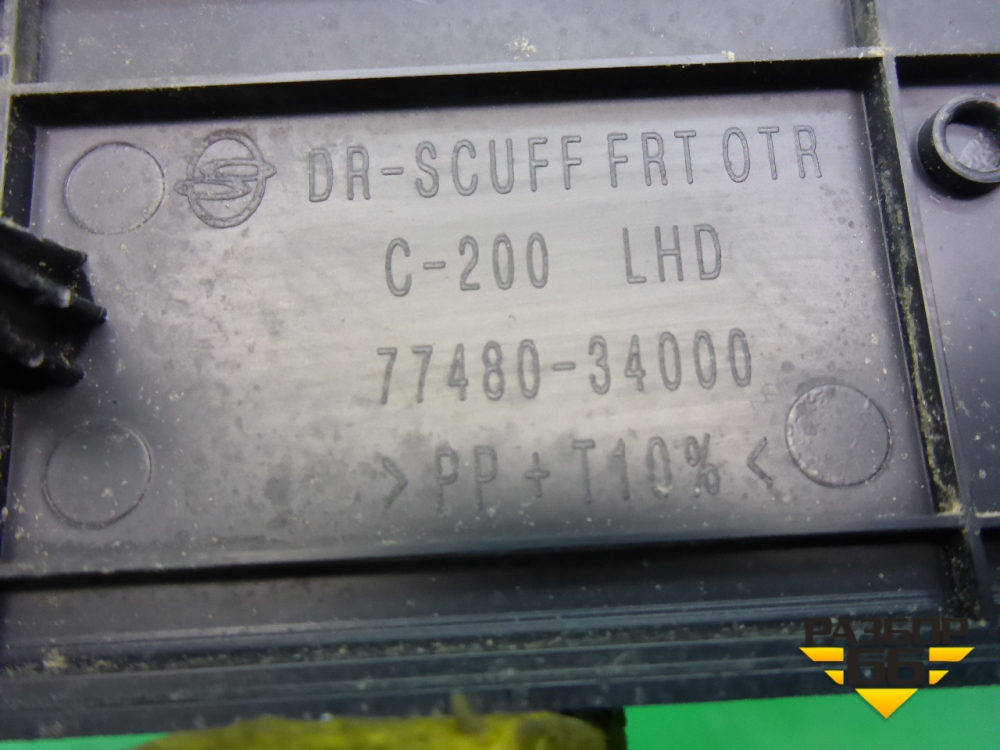 DR-SCUFF FRT OTR
C-200 LHD
77480-34000
>PP + T10%<
РАЗБОР
66